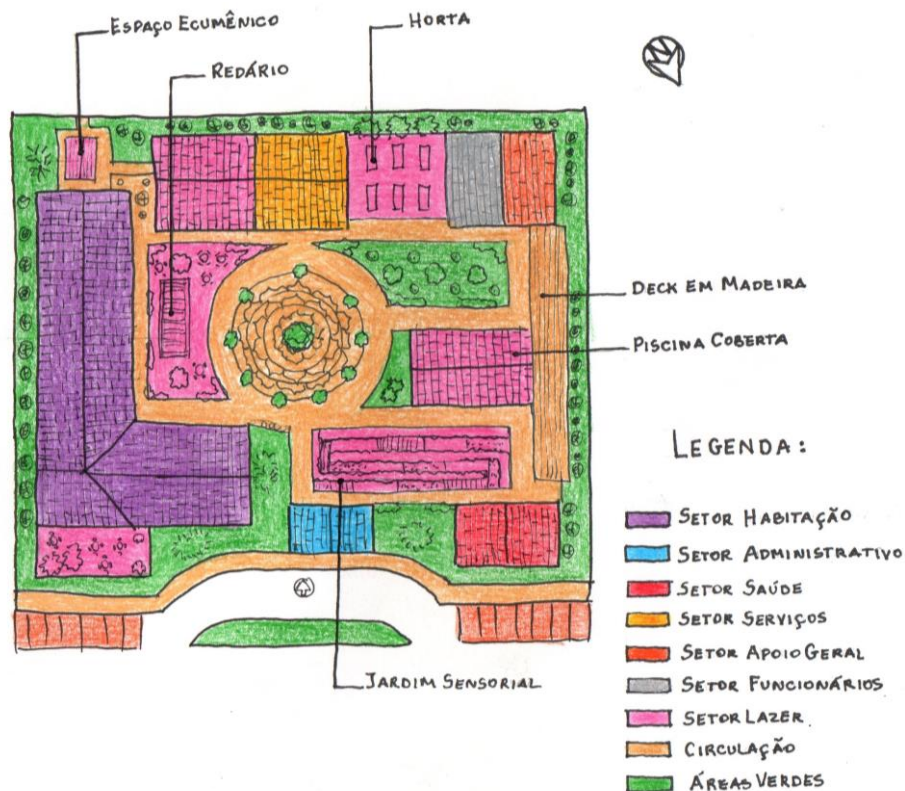 ESPAÇO ECUMÊNICO
HORTA
REDÁRIO
N
DECK EM MADEIRA
PISCINA COBERTA
LEGENDA:
SETOR HABITAÇÃO
SETOR ADMINISTRATIVO
SETOR SAÚDE
SETOR SERVIÇOS
SETOR APOIO GERAL
SETOR FUNCIONÁRIOS
SETOR LAZER
CIRCULAÇÃO
ÁREAS VERDES
JARDIM SENSORIAL